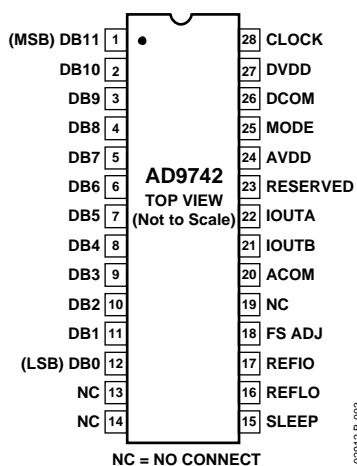 (MSB) DB11 1
DB10 2
DB9 3
DB8 4
DB7 5
DB6 6
DB5 7
DB4 8
DB3 9
DB2 10
DB1 11
(LSB) DB0 12
NC 13
NC 14
AD9742
TOP VIEW
(Not to Scale)
28 CLOCK
27 DVDD
26 DCOM
25 MODE
24 AVDD
23 RESERVED
22 IOUTA
21 IOUTB
20 ACOM
19 NC
18 FS ADJ
17 REFIO
16 REFLO
15 SLEEP
NC = NO CONNECT